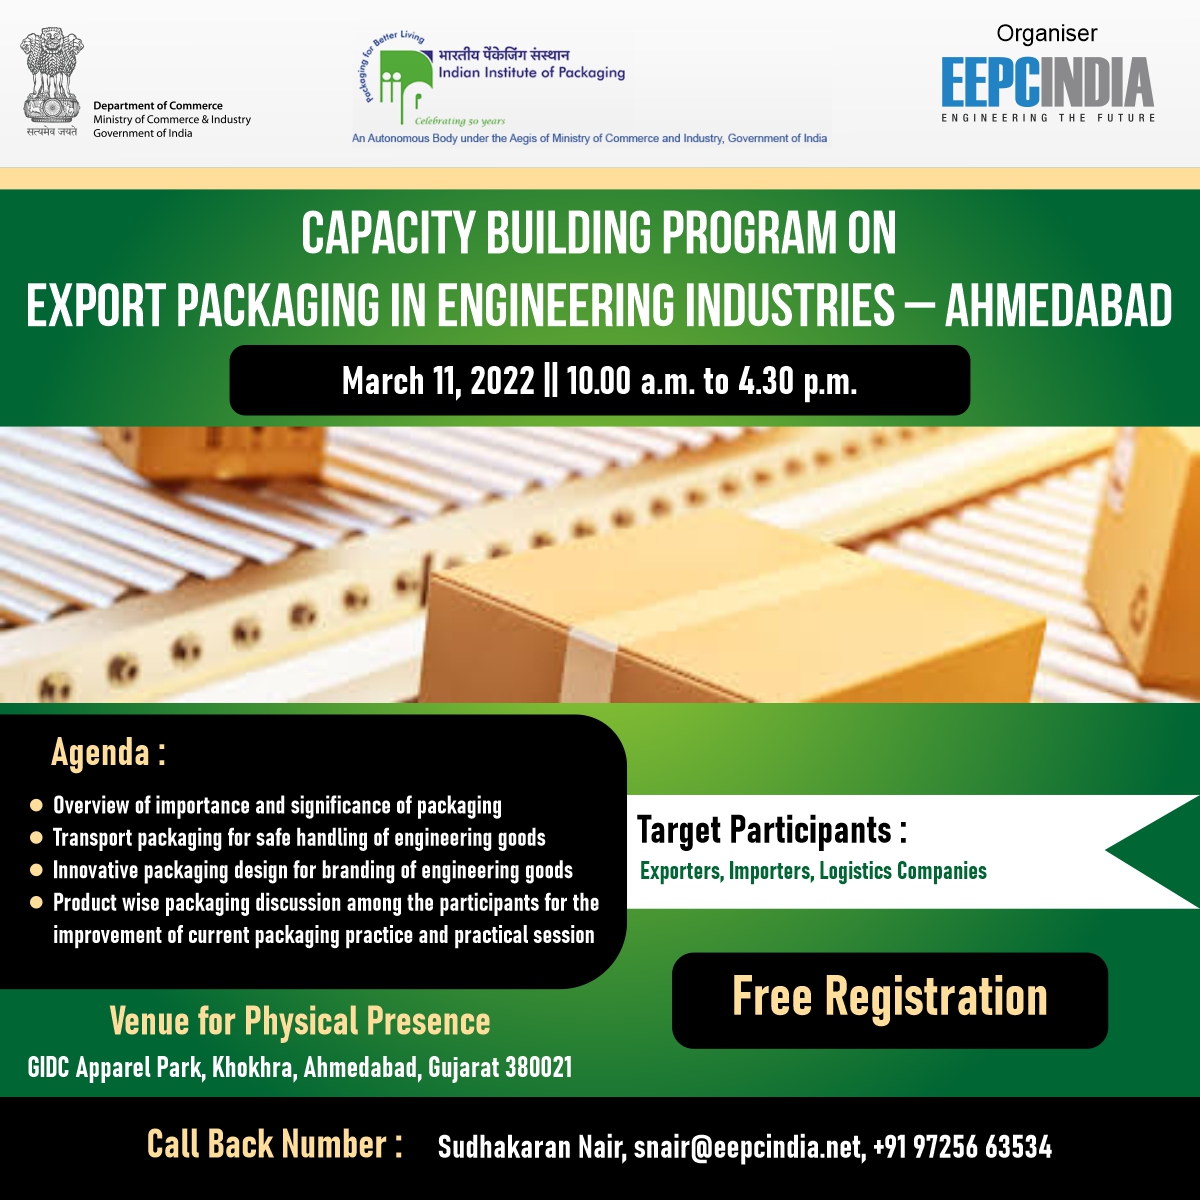 सत्यमेव जयते
Department of Commerce
Ministry of Commerce & Industry
Government of India
Packaging for Better Living
भारतीय पैंकेजिंग संस्थान
Indian Institute of Packaging
Celebrating 50 years
An Autonomous Body under the Aegis of Ministry of Commerce and Industry, Government of India
Organiser
EEPCINDIA
ENGINEERING THE FUTURE
CAPACITY BUILDING PROGRAM ON
EXPORT PACKAGING IN ENGINEERING INDUSTRIES – AHMEDABAD
March 11, 2022 || 10.00 a.m. to 4.30 p.m.
Agenda :
Overview of importance and significance of packaging
Transport packaging for safe handling of engineering goods
Innovative packaging design for branding of engineering goods
Product wise packaging discussion among the participants for the
improvement of current packaging practice and practical session
Target Participants :
Exporters, Importers, Logistics Companies
Free Registration
Venue for Physical Presence
GIDC Apparel Park, Khokhra, Ahmedabad, Gujarat 380021
Call Back Number : Sudhakaran Nair, snair@eepcindia.net, +91 97256 63534